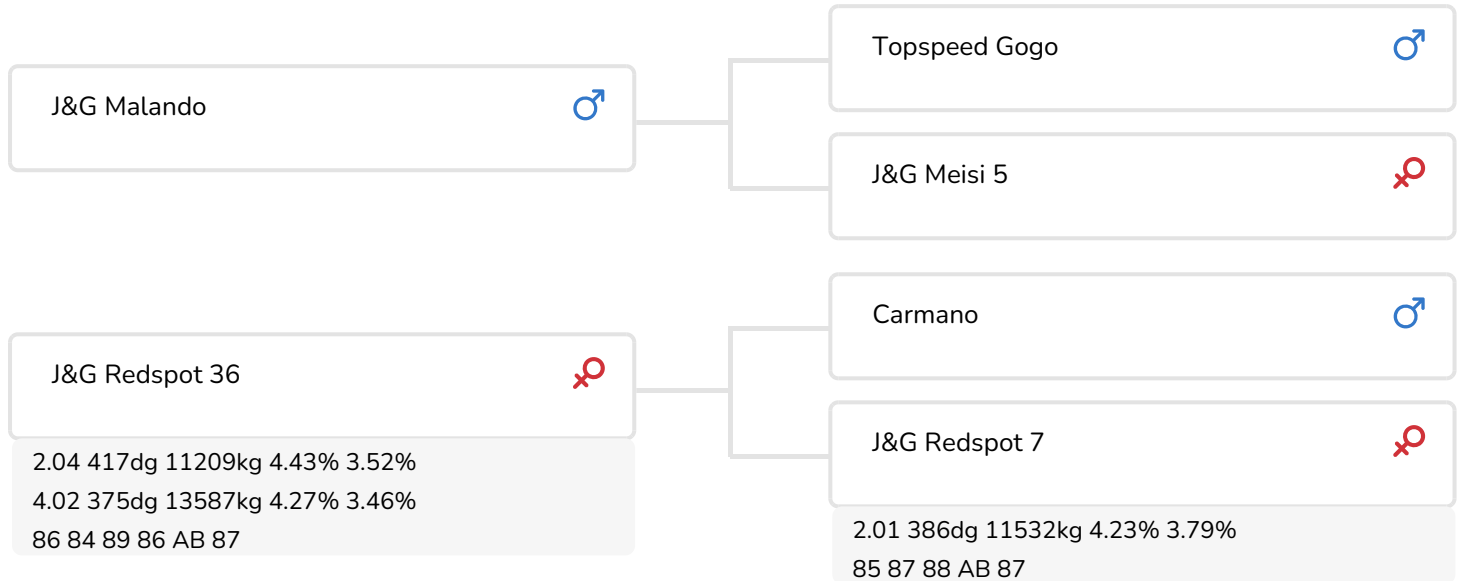 J&G Malando
Topspeed Gogo
J&G Meisi 5
J&G Redspot 36
2.04 417dg 11209kg 4.43% 3.52%
4.02 375dg 13587kg 4.27% 3.46%
86 84 89 86 AB 87
Carmano
J&G Redspot 7
2.01 386dg 11532kg 4.23% 3.79%
85 87 88 AB 87